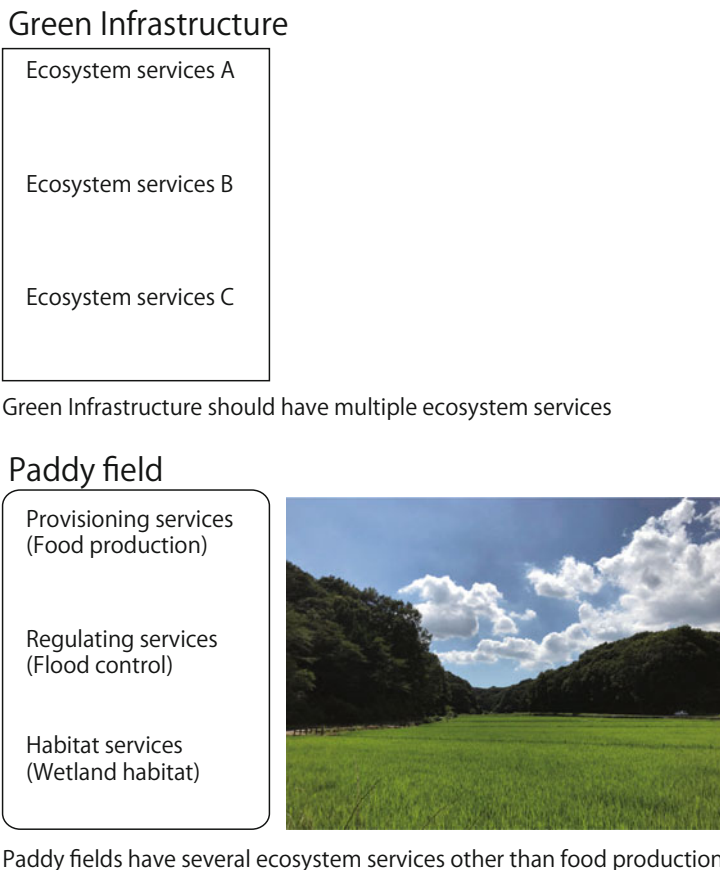 Green Infrastructure
Ecosystem services A
Ecosystem services B
Ecosystem services C
Green Infrastructure should have multiple ecosystem services
Paddy field
Provisioning services
(Food production)
Regulating services
(Flood control)
Habitat services
(Wetland habitat)
Paddy fields have several ecosystem services other than food production